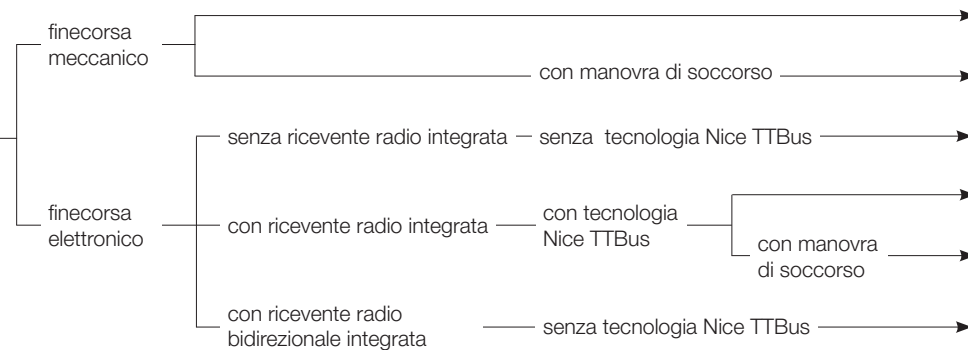 finecorsa
meccanico
con manovra di soccorso
senza ricevente radio integrata
senza tecnologia Nice TTBus
finecorsa
elettronico
con ricevente radio integrata
con tecnologia
Nice TTBus
con manovra
di soccorso
con ricevente radio
bidirezionale integrata
senza tecnologia Nice TTBus